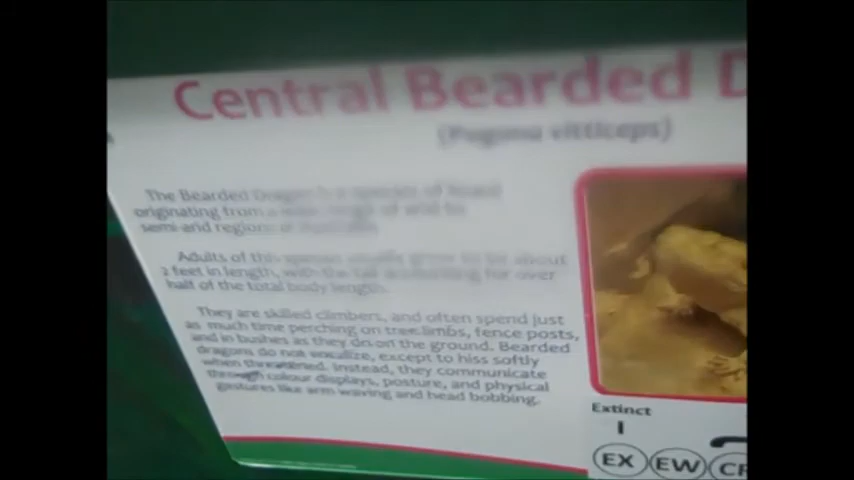 Central Bearded D
(Pogona vitticeps)
The Bearded Dragon is a species of lizard
originating from a wide range of arid to
semi-arid regions of Australia.
Adults of this species usually grow to be about
2 feet in length, with the tail accounting for over
half of the total body length.
They are skilled climbers, and often spend just
as much time perching on tree limbs, fence posts,
and in bushes as they do on the ground. Bearded
dragons do not vocalize, except to hiss softly
when threatened. Instead, they communicate
through colour displays, posture, and physical
gestures like arm waving and head bobbing.
Extinct
EX EW CR